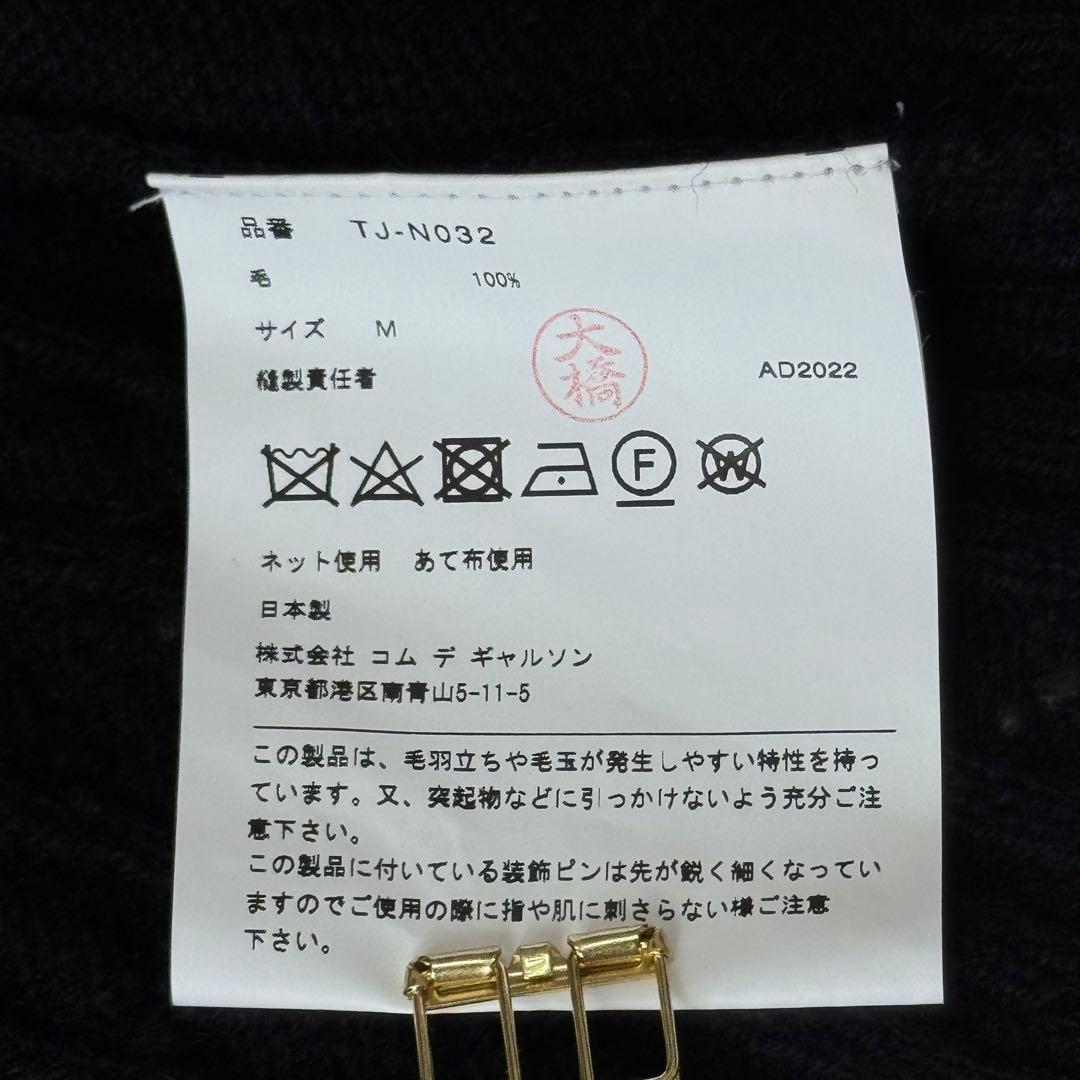 品番 TJ-N032
毛 100%
サイズ M
大橋
縫製責任者
AD2022
F
W
ネット使用 あて布使用
日本製
株式会社 コム デ ギャルソン
東京都港区南青山5-11-5
この製品は、毛羽立ちや毛玉が発生しやすい特性を持っ
ています。又、突起物などに引っかけないよう充分ご注
意下さい。
この製品に付いている装飾ピンは先が鋭く細くなってい
ますのでご使用の際に指や肌に刺さらない様ご注意
下さい。